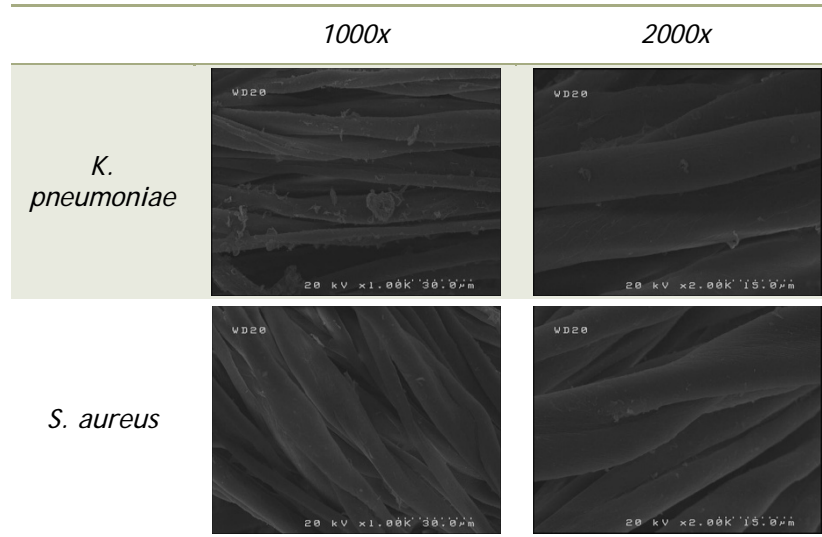 1000x 2000x
K.
pneumoniae
WD20
20 kV x1.00K 30.0μm
WD20
20 kV x2.00K 15.0μm
S. aureus
WD20
20 kV x1.00K 30.0μm
WD20
20 kV x2.00K 15.0μm